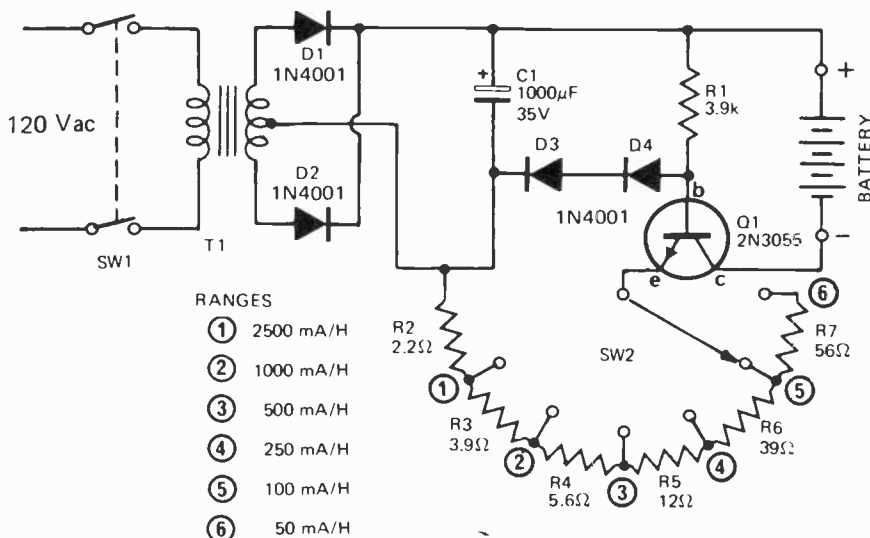 120 Vac
SW1
T1
D1
1N4001
D2
1N4001
+
C1
1000µF
35V
R1
3.9k
D3
D4
1N4001
b
e
c
Q1
2N3055
+
−
BATTERY
RANGES
① 2500 mA/H
② 1000 mA/H
③ 500 mA/H
④ 250 mA/H
⑤ 100 mA/H
⑥ 50 mA/H
R2
2.2Ω
①
R3
3.9Ω
②
R4
5.6Ω
③
R5
12Ω
④
R6
39Ω
⑤
R7
56Ω
⑥
SW2